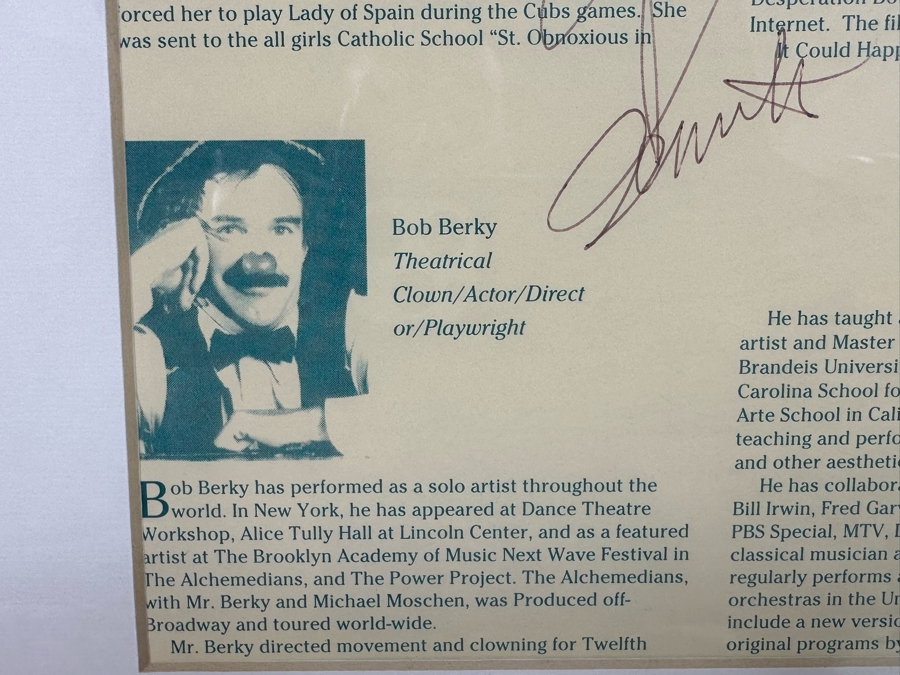 orced her to play Lady of Spain during the Cubs games. She
was sent to the all girls Catholic School “St. Obnoxious in
Bob Berky
Theatrical
Clown/Actor/Direct
or/Playwright
Bob Berky has performed as a solo artist throughout the
world. In New York, he has appeared at Dance Theatre
Workshop, Alice Tully Hall at Lincoln Center, and as a featured
artist at The Brooklyn Academy of Music Next Wave Festival in
The Alchemedians, and The Power Project. The Alchemedians,
with Mr. Berky and Michael Moschen, was Produced off-
Broadway and toured world-wide.
Mr. Berky directed movement and clowning for Twelfth
Internet. The fi
It Could Happ
He has taught
artist and Master
Brandeis Universi
Carolina School fo
Arte School in Cali
teaching and perfo
and other aestheti
He has collabora
Bill Irwin, Fred Gar
PBS Special, MTV,
classical musician a
regularly performs
orchestras in the Un
include a new versio
original programs by